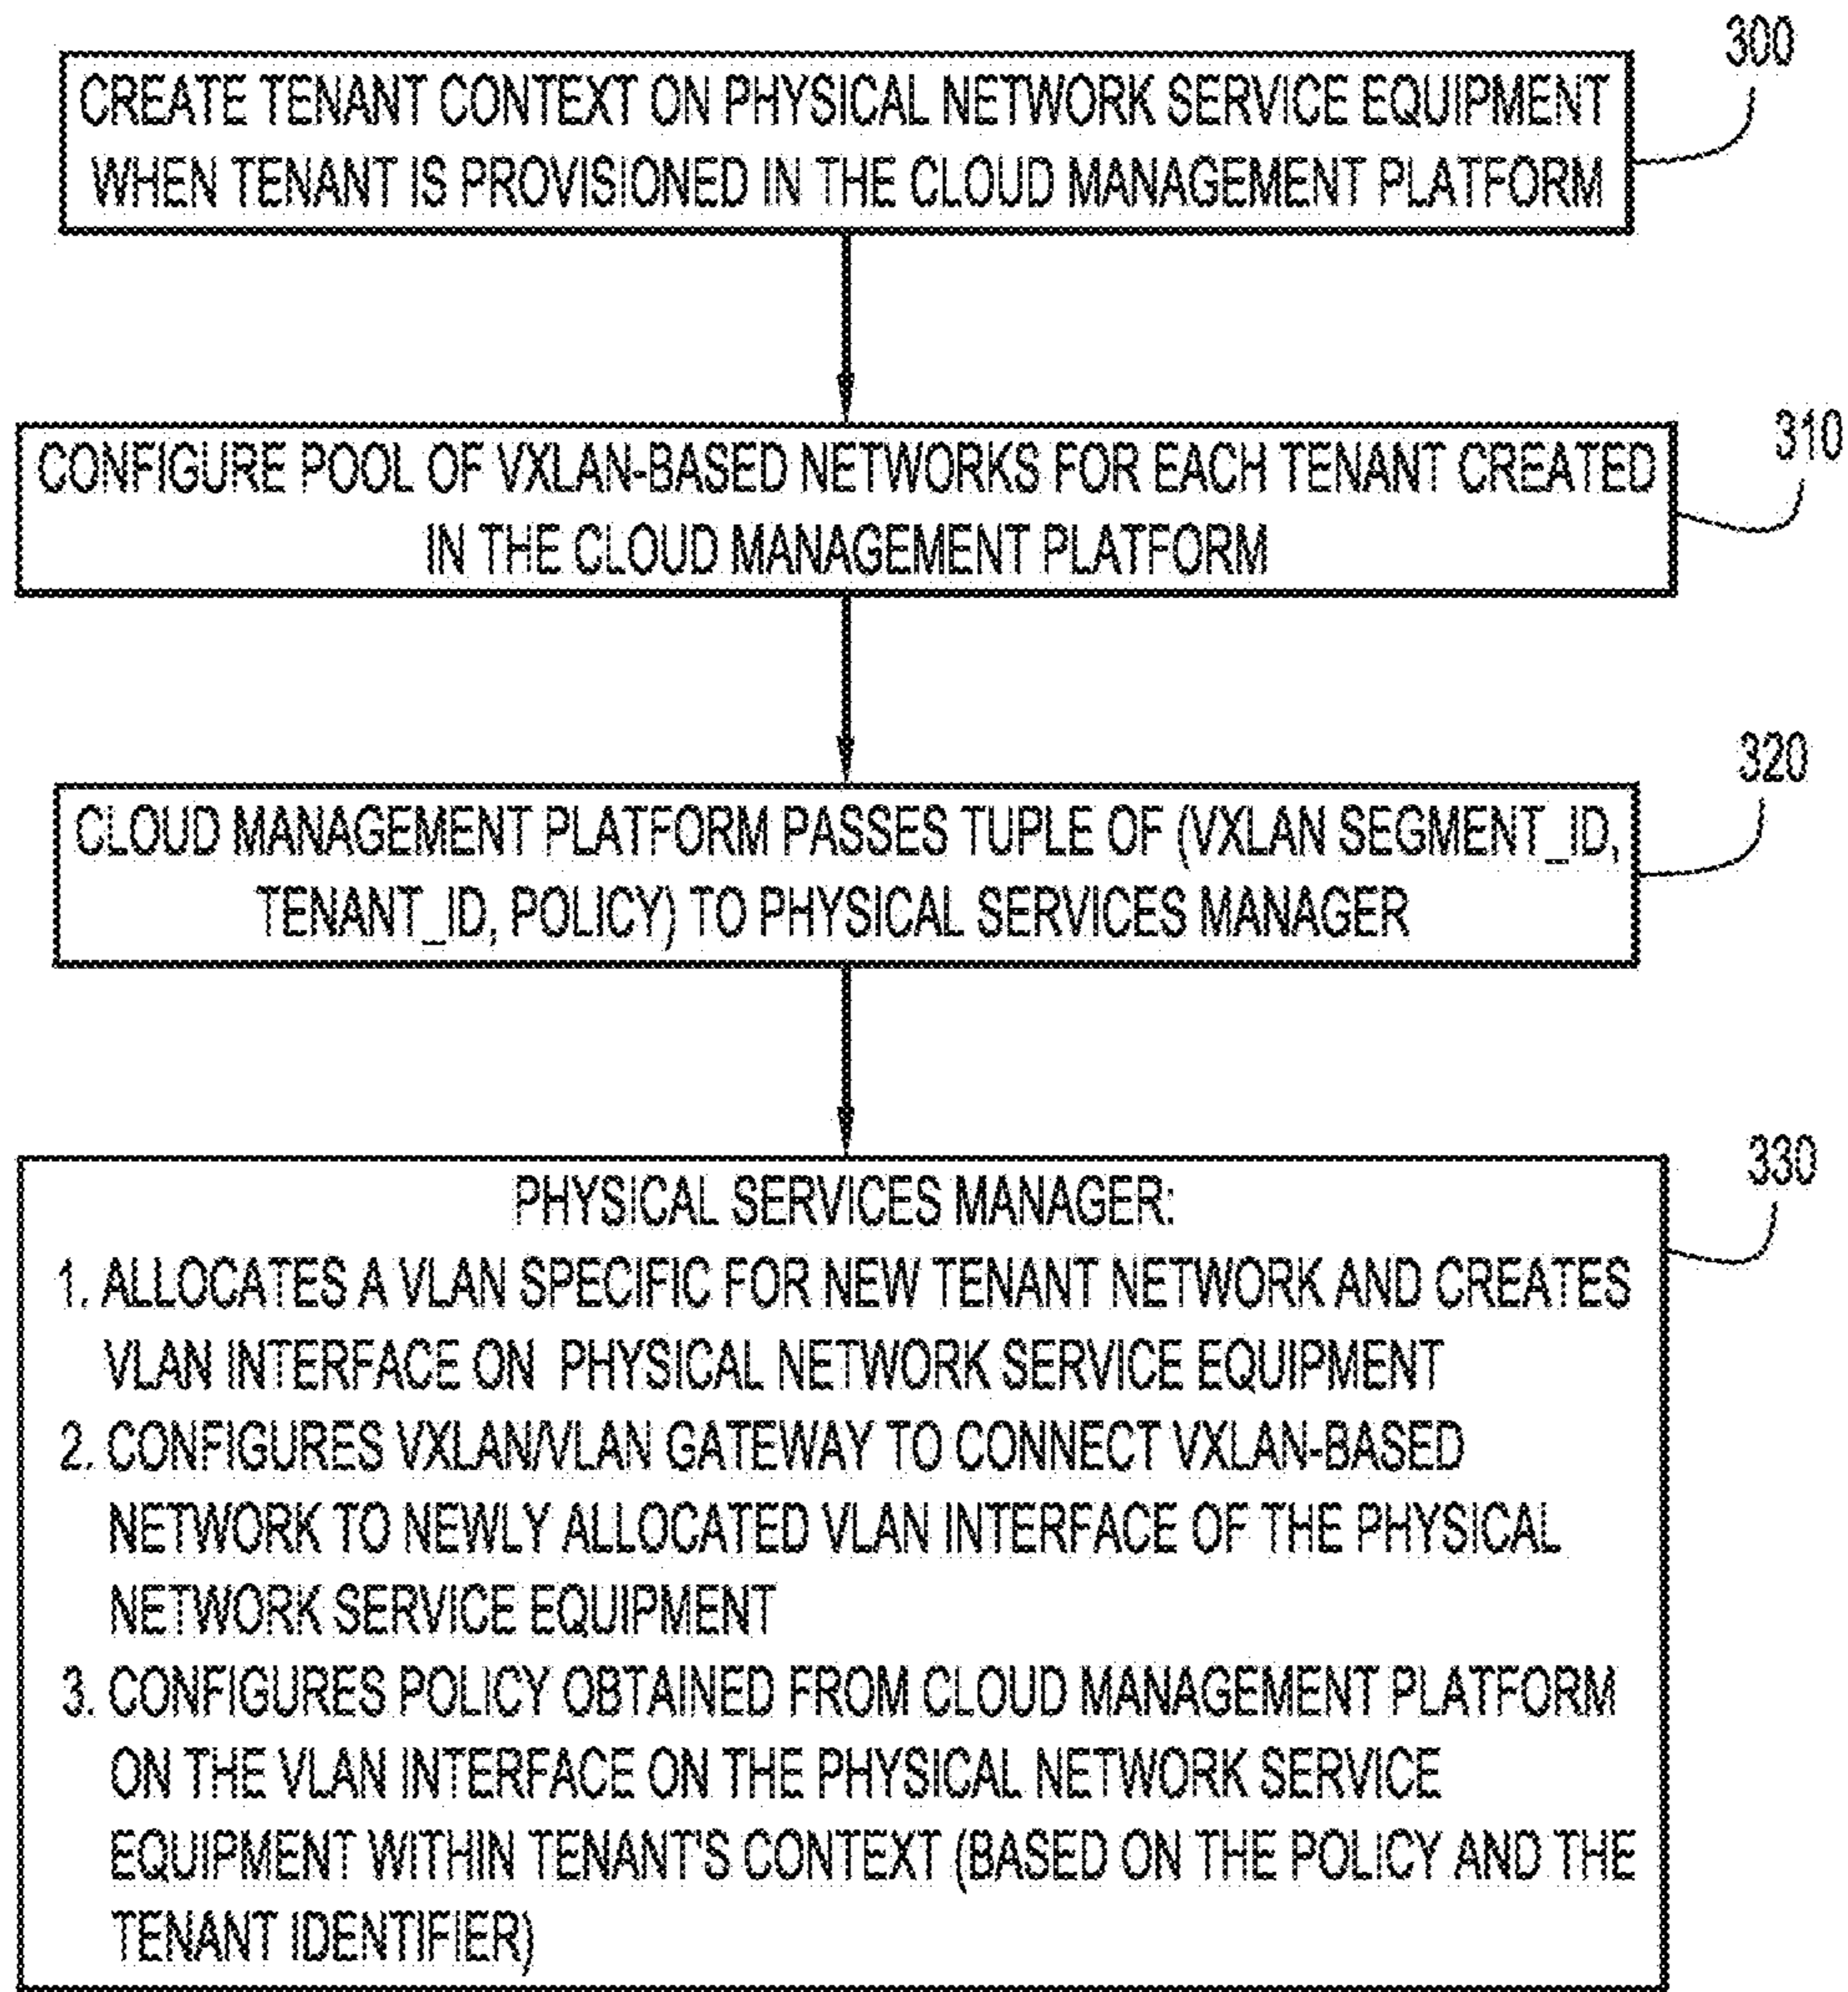 300
CREATE TENANT CONTEXT ON PHYSICAL NETWORK SERVICE EQUIPMENT
WHEN TENANT IS PROVISIONED IN THE CLOUD MANAGEMENT PLATFORM
310
CONFIGURE POOL OF VXLAN-BASED NETWORKS FOR EACH TENANT CREATED
IN THE CLOUD MANAGEMENT PLATFORM
320
CLOUD MANAGEMENT PLATFORM PASSES TUPLE OF (VXLAN SEGMENT_ID,
TENANT_ID, POLICY) TO PHYSICAL SERVICES MANAGER
330
PHYSICAL SERVICES MANAGER:
1. ALLOCATES A VLAN SPECIFIC FOR NEW TENANT NETWORK AND CREATES
VLAN INTERFACE ON PHYSICAL NETWORK SERVICE EQUIPMENT
2. CONFIGURES VXLAN/VLAN GATEWAY TO CONNECT VXLAN-BASED
NETWORK TO NEWLY ALLOCATED VLAN INTERFACE OF THE PHYSICAL
NETWORK SERVICE EQUIPMENT
3. CONFIGURES POLICY OBTAINED FROM CLOUD MANAGEMENT PLATFORM
ON THE VLAN INTERFACE ON THE PHYSICAL NETWORK SERVICE
EQUIPMENT WITHIN TENANT'S CONTEXT (BASED ON THE POLICY AND THE
TENANT IDENTIFIER)